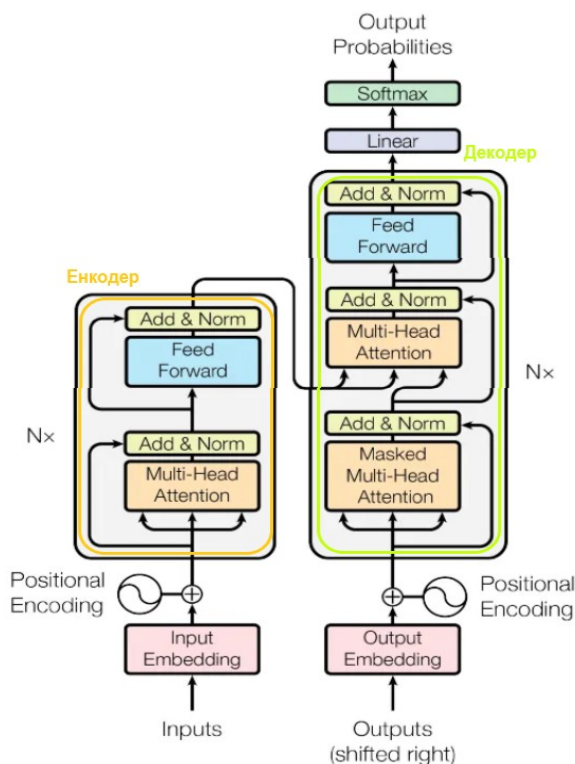 Output
Probabilities
Softmax
Linear
Декодер
Add & Norm
Feed
Forward
Add & Norm
Multi-Head
Attention
Nx
Add & Norm
Masked
Multi-Head
Attention
Енкодер
Add & Norm
Feed
Forward
Nx
Add & Norm
Multi-Head
Attention
Positional
Encoding
Positional
Encoding
Input
Embedding
Output
Embedding
Inputs
Outputs
(shifted right)